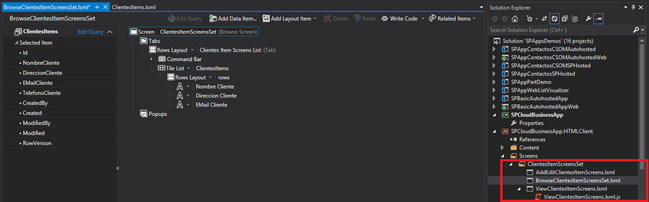 BrowseClientesItemScreensSet.lsml*
ClientesItemScreens.lsml
ClientesItems
Edit Query
Selected Item
Id
NombreCliente
DireccionCliente
EMailCliente
TelefonoCliente
CreatedBy
Created
ModifiedBy
Modified
RowVersion
Edit Query
Add Data Item...
Add Layout Item
Delete
Reset
Write Code
Related Items
Screen
ClientesItemScreensSet (Browse Screen)
Tabs
Rows Layout
Clientes Item Screens List (Tab)
Command Bar
Tile List
ClientesItems
Rows Layout
rows
Nombre Cliente
Direccion Cliente
EMail Cliente
Popups
Solution Explorer
Search Solution Explorer (Ctrl+')
Solution 'SPAppsDemos' (16 projects)
SPAppContactosCSOMAutohosted
SPAppContactosCSOMAutohostedWeb
SPAppContactosCSOMSPHosted
SPAppContactosSPHosted
SPAppPartDemo
SPAppWebListVisualizer
SPBasicAutohostedApp
SPBasicAutohostedAppWeb
SPCloudBusinessApp
Properties
SPCloudBusinessApp.HTMLClient
References
Content
Screens
ClientesItemScreensSet
AddEditClientesItemScreens.lsml
BrowseClientesItemScreensSet.lsml
ViewClientesItemScreens.lsml
ViewClientesItemScreens.lsml.js